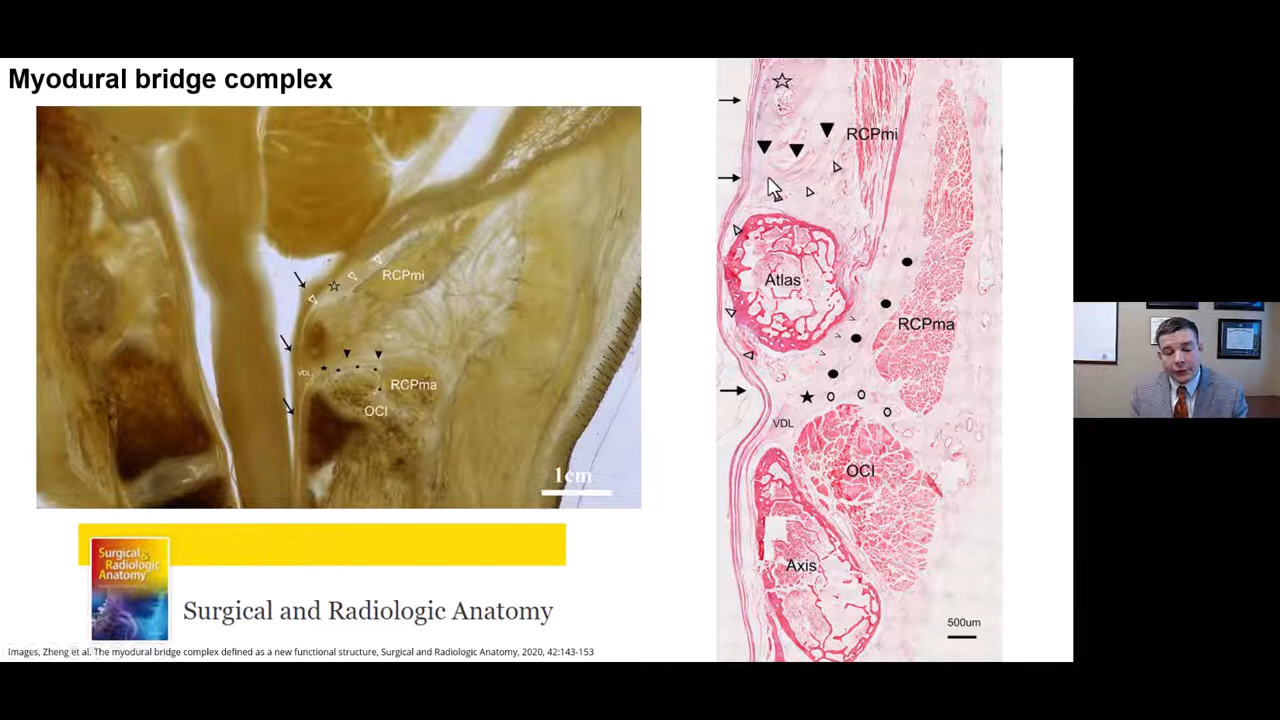 Myodural bridge complex
RCPmi
VDL
RCPma
OCI
1cm
RCPmi
Atlas
RCPma
VDL
OCI
Axis
500um
Surgical &
Radiologic
Anatomy
Surgical and Radiologic Anatomy
Images, Zheng et al. The myodural bridge complex defined as a new functional structure, Surgical and Radiologic Anatomy, 2020, 42:143-153